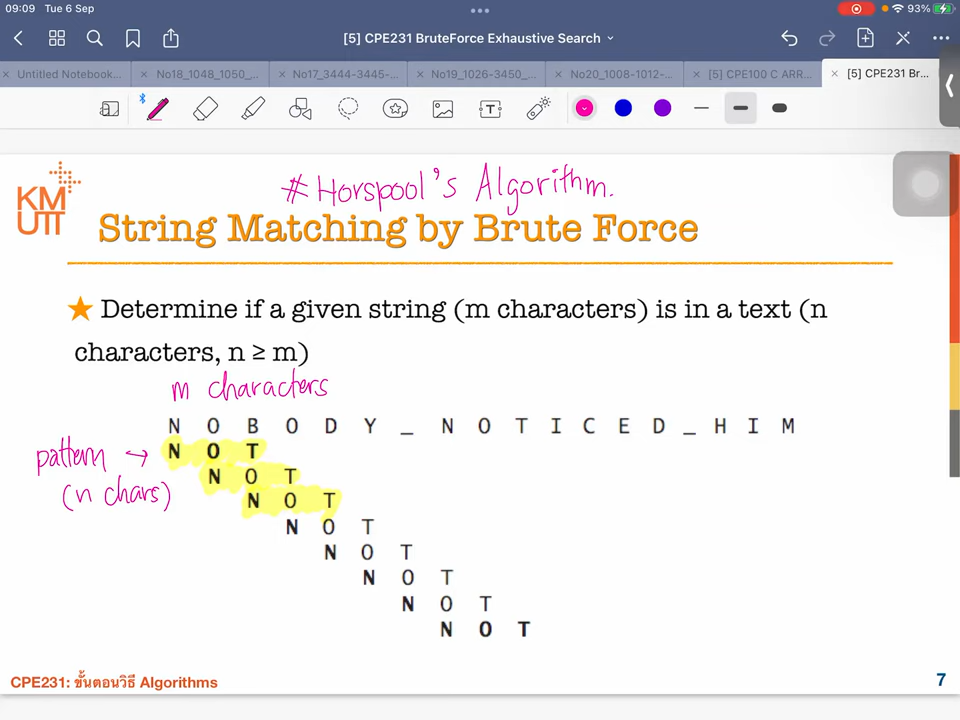 09:09 Tue 6 Sep
93%
[5] CPE231 BruteForce Exhaustive Search
Untitled Notebook...
No18_1048_1050_...
No17_3444-3445-...
No19_1026-3450_...
No20_1008-1012-...
[5] CPE100 C ARR...
[5] CPE231 Br...
T
KM
UTT
# Horspool's Algorithm.
String Matching by Brute Force
Determine if a given string (m characters) is in a text (n
characters, n ≥ m)
m characters
N O B O D Y _ N O T I C E D _ H I M
pattern → N O T
N O T
(n chars) N O T
N O T
N O T
N O T
N O T
N O T
CPE231: ขั้นตอนวิธี Algorithms
7